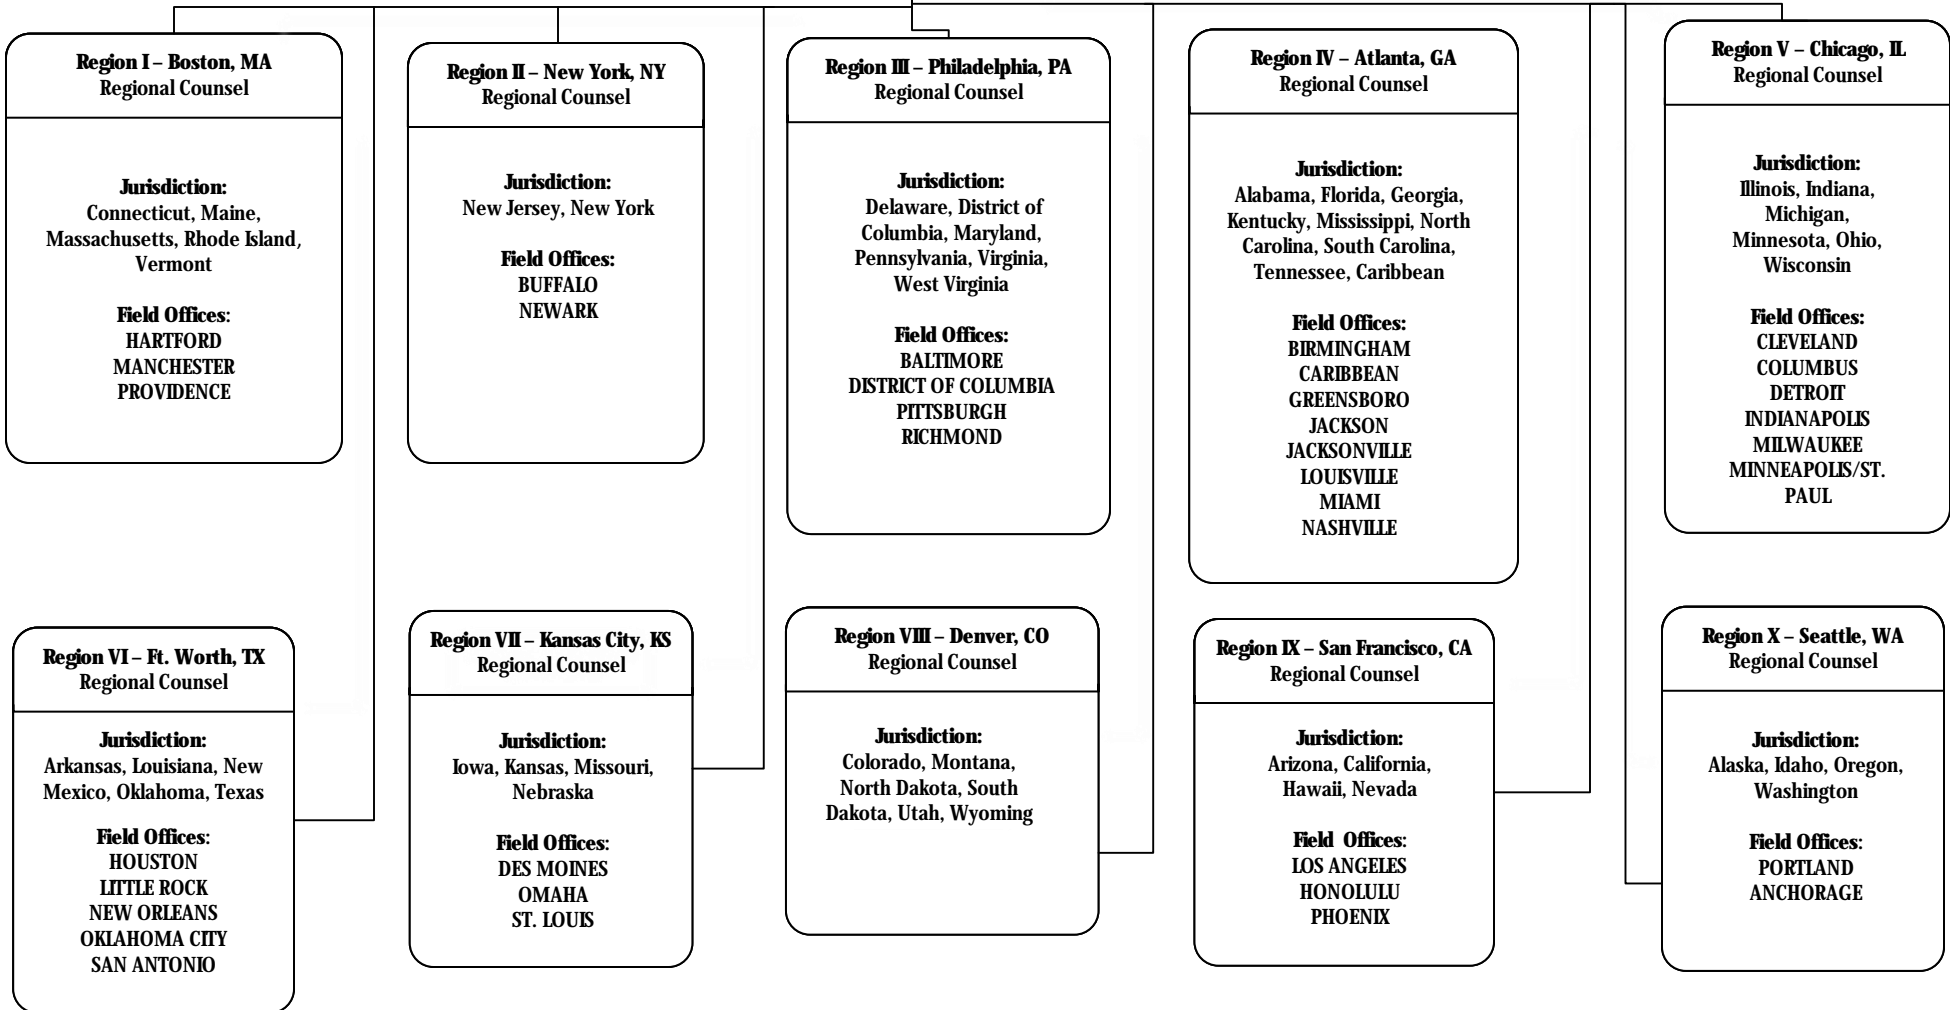 Region I – Boston, MA
Regional Counsel
Jurisdiction:
Connecticut, Maine,
Massachusetts, Rhode Island,
Vermont
Field Offices:
HARTFORD
MANCHESTER
PROVIDENCE
Region II – New York, NY
Regional Counsel
Jurisdiction:
New Jersey, New York
Field Offices:
BUFFALO
NEWARK
Region III – Philadelphia, PA
Regional Counsel
Jurisdiction:
Delaware, District of
Columbia, Maryland,
Pennsylvania, Virginia,
West Virginia
Field Offices:
BALTIMORE
DISTRICT OF COLUMBIA
PITTSBURGH
RICHMOND
Region IV – Atlanta, GA
Regional Counsel
Jurisdiction:
Alabama, Florida, Georgia,
Kentucky, Mississippi, North
Carolina, South Carolina,
Tennessee, Caribbean
Field Offices:
BIRMINGHAM
CARIBBEAN
GREENSBORO
JACKSON
JACKSONVILLE
LOUISVILLE
MIAMI
NASHVILLE
Region V – Chicago, IL
Regional Counsel
Jurisdiction:
Illinois, Indiana,
Michigan,
Minnesota, Ohio,
Wisconsin
Field Offices:
CLEVELAND
COLUMBUS
DETROIT
INDIANAPOLIS
MILWAUKEE
MINNEAPOLIS/ST.
PAUL
Region VI – Ft. Worth, TX
Regional Counsel
Jurisdiction:
Arkansas, Louisiana, New
Mexico, Oklahoma, Texas
Field Offices:
HOUSTON
LITTLE ROCK
NEW ORLEANS
OKLAHOMA CITY
SAN ANTONIO
Region VII – Kansas City, KS
Regional Counsel
Jurisdiction:
Iowa, Kansas, Missouri,
Nebraska
Field Offices:
DES MOINES
OMAHA
ST. LOUIS
Region VIII – Denver, CO
Regional Counsel
Jurisdiction:
Colorado, Montana,
North Dakota, South
Dakota, Utah, Wyoming
Region IX – San Francisco, CA
Regional Counsel
Jurisdiction:
Arizona, California,
Hawaii, Nevada
Field Offices:
LOS ANGELES
HONOLULU
PHOENIX
Region X – Seattle, WA
Regional Counsel
Jurisdiction:
Alaska, Idaho, Oregon,
Washington
Field Offices:
PORTLAND
ANCHORAGE